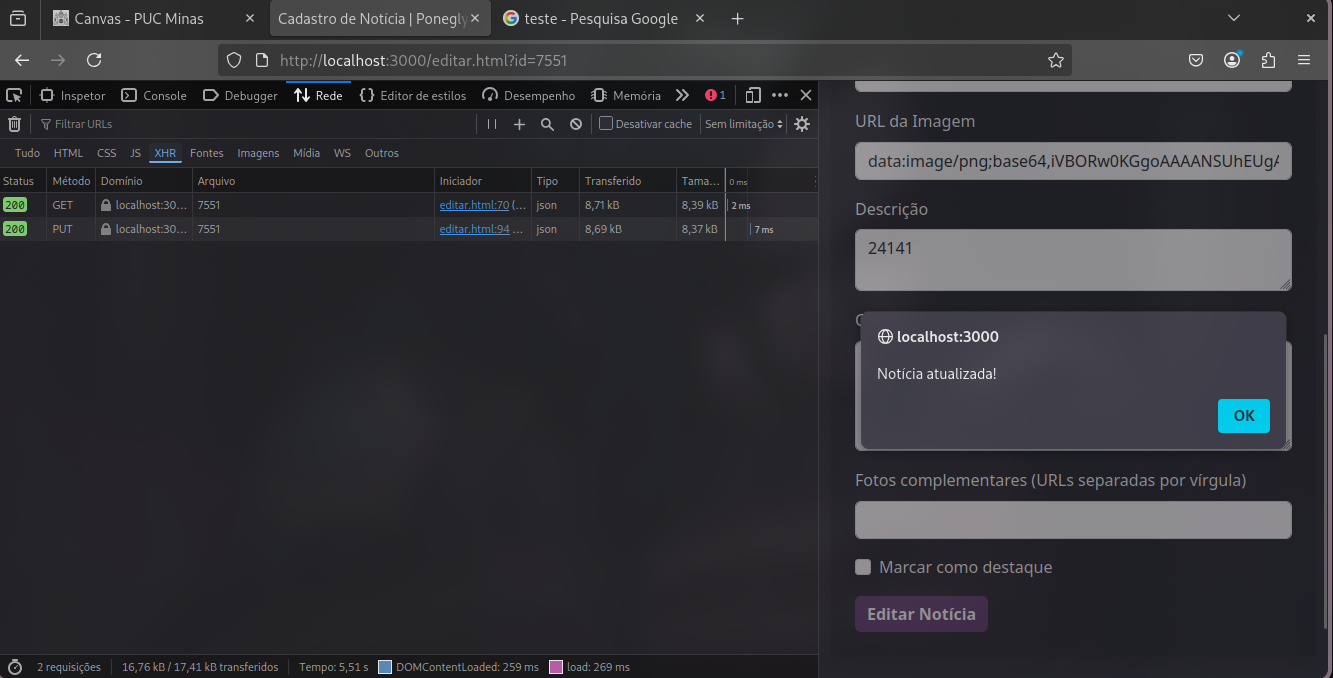 Canvas - PUC Minas
Cadastro de Notícia | Ponegly
teste - Pesquisa Google
http://localhost:3000/editar.html?id=7551
Inspetor Console Debugger Rede Editor de estilos Desempenho Memória 1
Filtrar URLs Desativar cache Sem limitação
Tudo HTML CSS JS XHR Fontes Imagens Mídia WS Outros
Status Método Domínio Arquivo Iniciador Tipo Transferido Tama... 0 ms
200 GET localhost:30... 7551 editar.html:70 (... json 8,71 kB 8,39 kB 2 ms
200 PUT localhost:30... 7551 editar.html:94 ... json 8,69 kB 8,37 kB 7 ms
2 requisições 16,76 kB / 17,41 kB transferidos Tempo: 5,51 s DOMContentLoaded: 259 ms load: 269 ms
URL da Imagem
data:image/png;base64,iVBORw0KGgoAAAANSUhEUgA
Descrição
24141
localhost:3000
Notícia atualizada!
OK
Fotos complementares (URLs separadas por vírgula)
Marcar como destaque
Editar Notícia